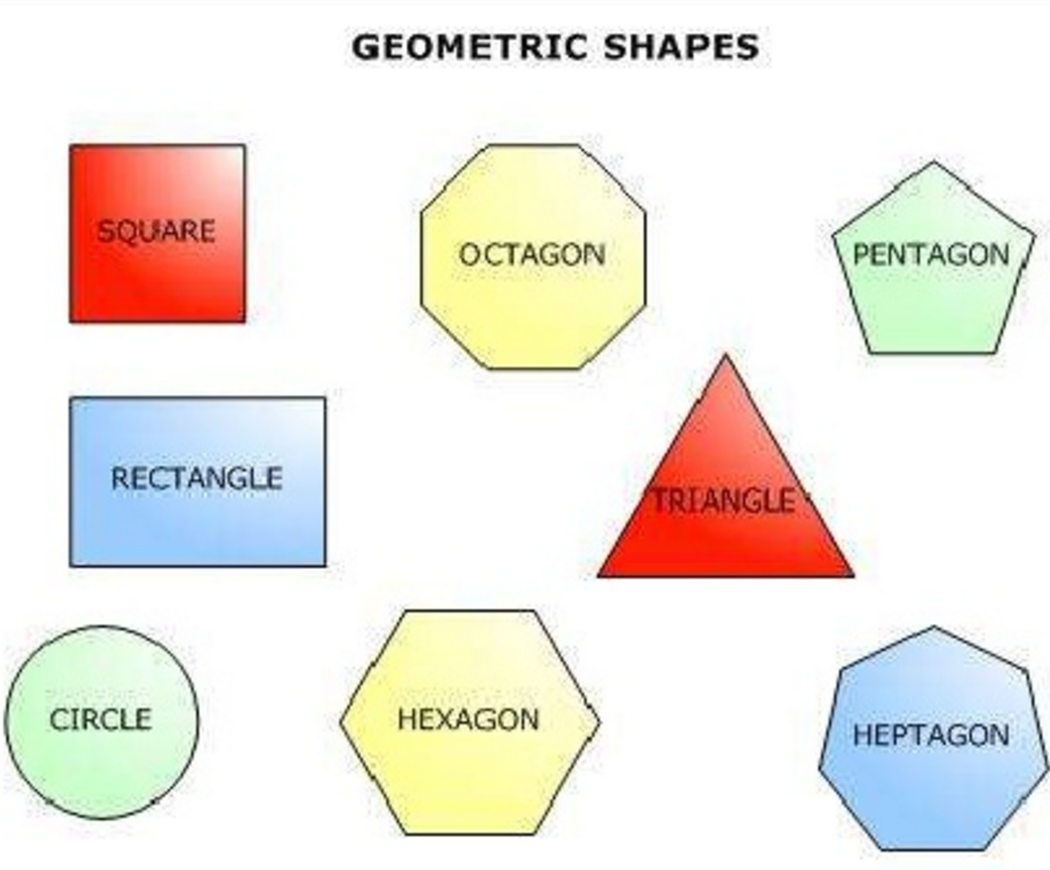 GEOMETRIC SHAPES
SQUARE
OCTAGON
PENTAGON
RECTANGLE
TRIANGLE
CIRCLE
HEXAGON
HEPTAGON